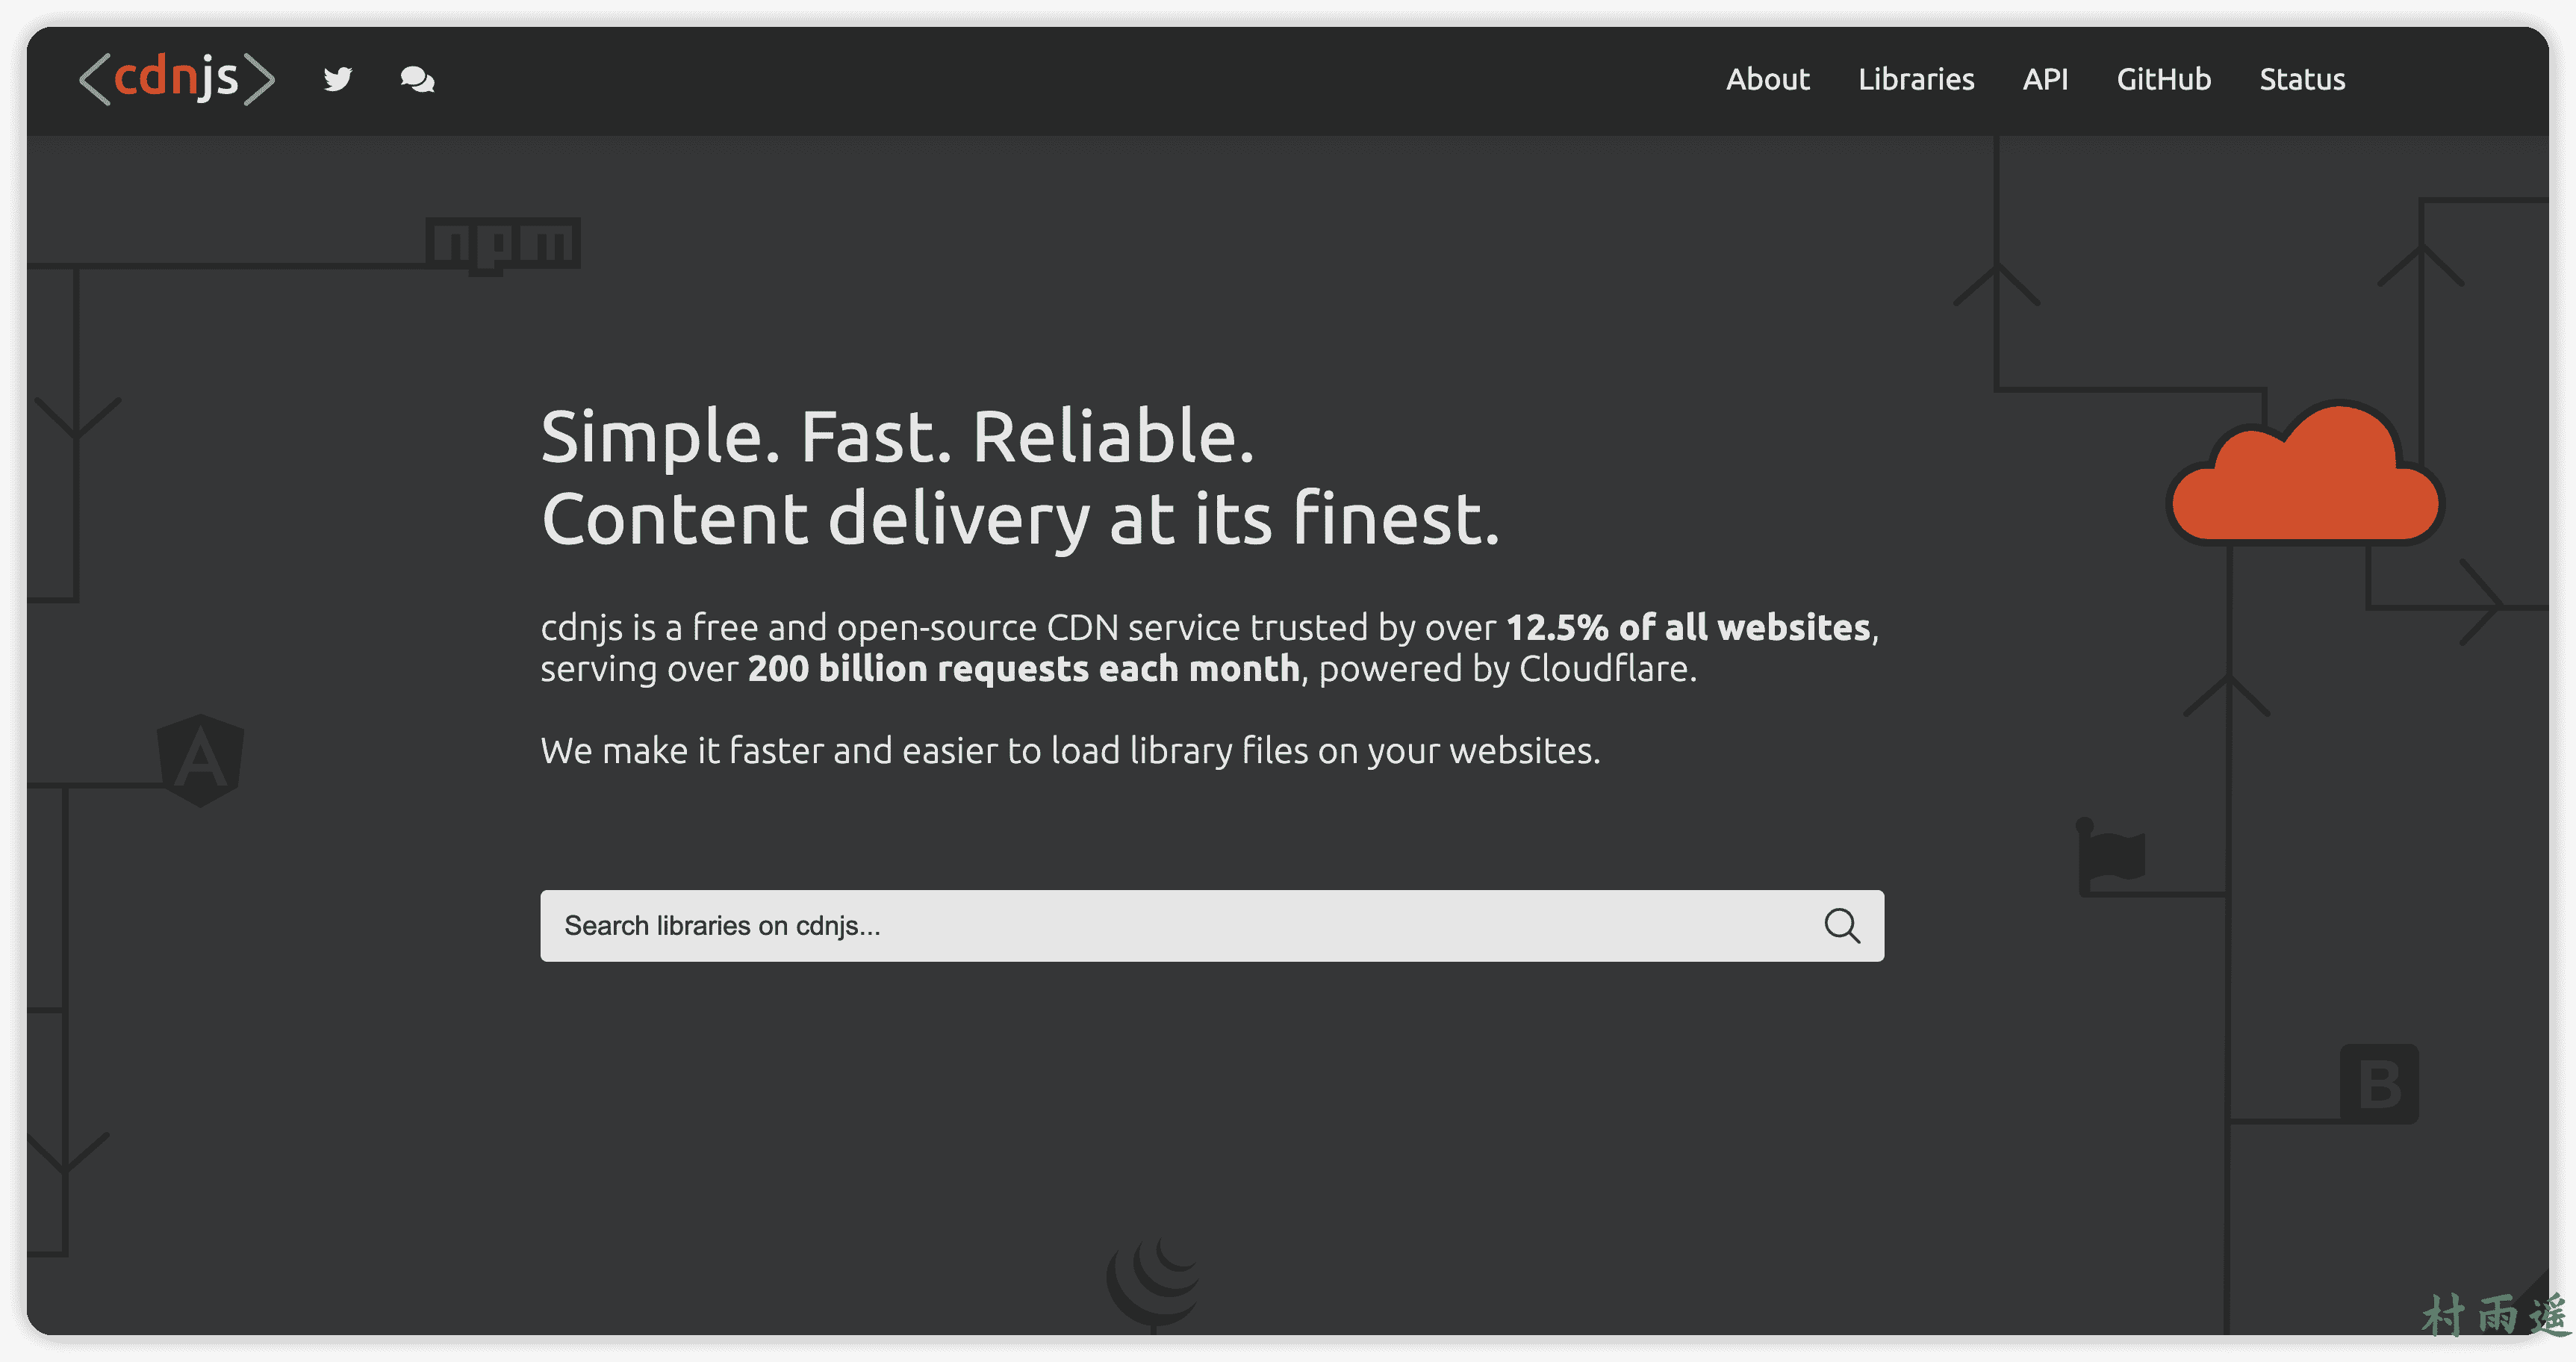 <cdnjs>
About Libraries API GitHub Status
npm
Simple. Fast. Reliable.
Content delivery at its finest.
cdnjs is a free and open-source CDN service trusted by over 12.5% of all websites,
serving over 200 billion requests each month, powered by Cloudflare.
A
We make it faster and easier to load library files on your websites.
Search libraries on cdnjs...
B
村雨遥